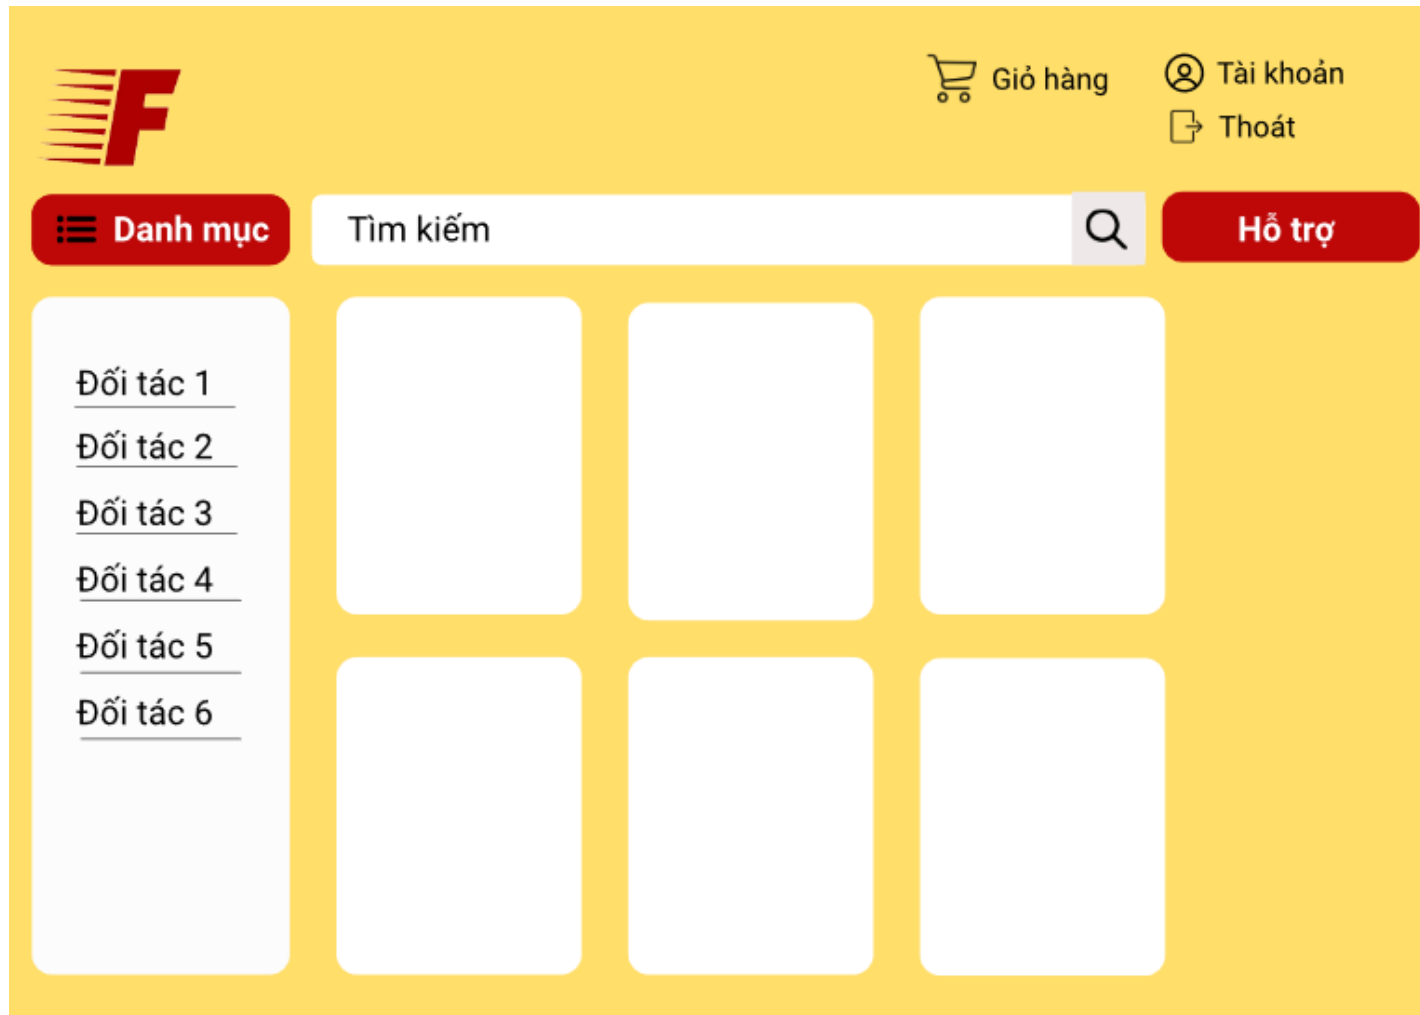 F
Giỏ hàng
Tài khoản
Thoát
Danh mục
Tìm kiếm
Hỗ trợ
Đối tác 1
Đối tác 2
Đối tác 3
Đối tác 4
Đối tác 5
Đối tác 6